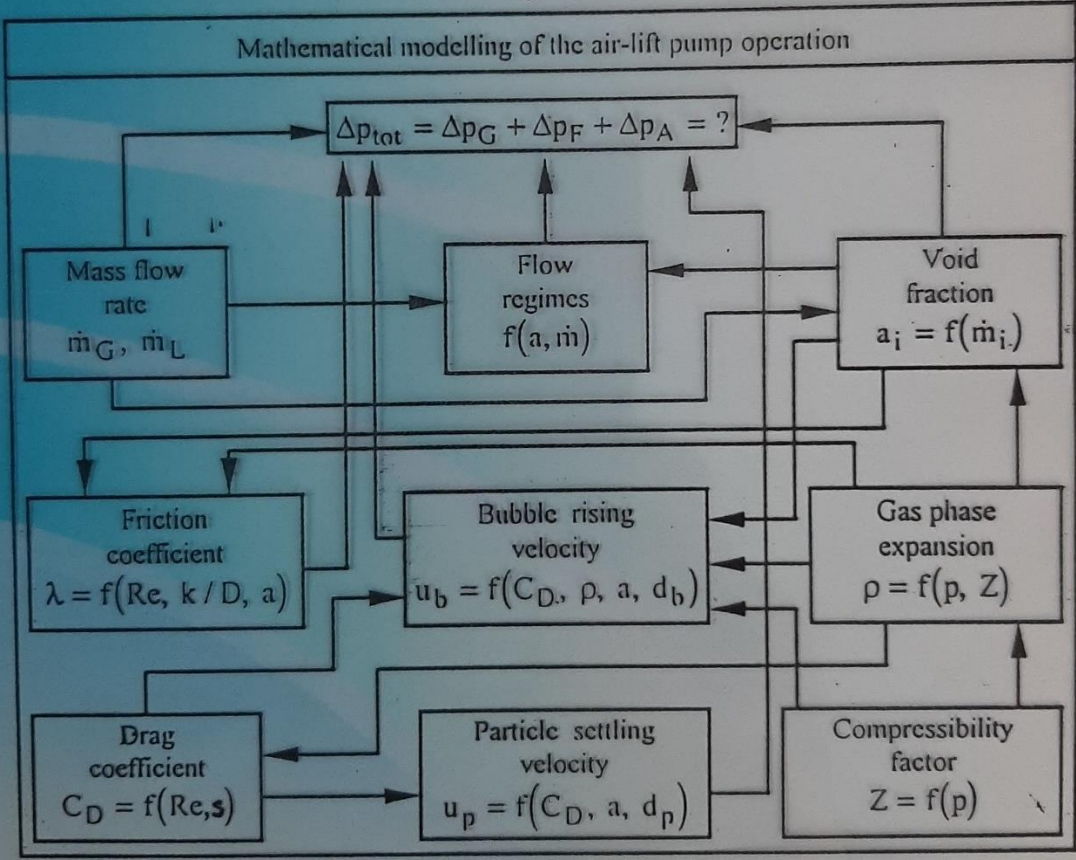 Mathematical modelling of the air-lift pump operation
Δp_tot = Δp_G + Δp_F + Δp_A = ?
Mass flow
rate
ṁ_G, ṁ_L
Flow
regimes
f(a, ṁ)
Void
fraction
a_i = f(ṁ_i.)
Friction
coefficient
λ = f(Re, k / D, a)
Bubble rising
velocity
u_b = f(C_D., ρ, a, d_b)
Gas phase
expansion
ρ = f(p, Z)
Drag
coefficient
C_D = f(Re,s)
Particle settling
velocity
u_p = f(C_D, a, d_p)
Compressibility
factor
Z = f(p)